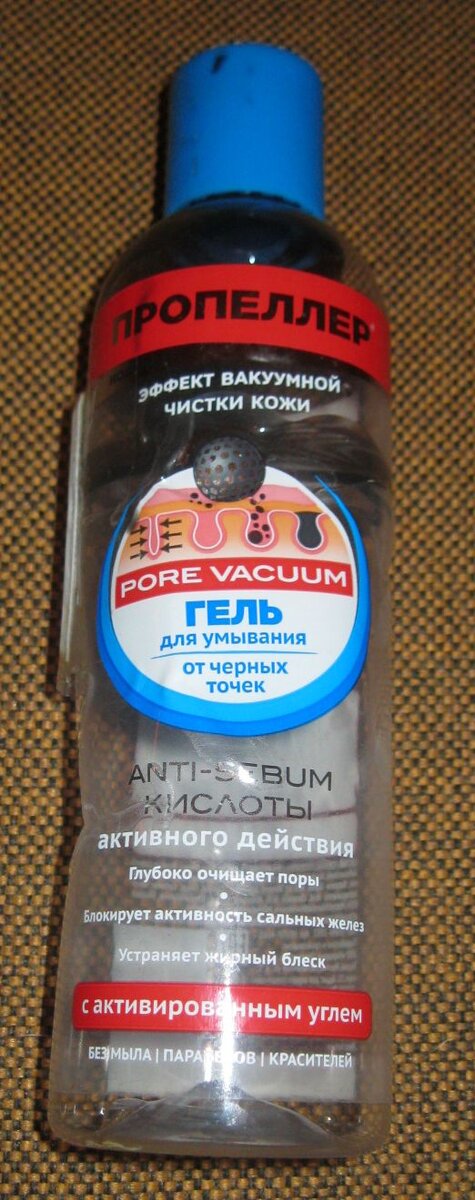 ПРОПЕЛЛЕР
ЭФФЕКТ ВАКУУМНОЙ
ЧИСТКИ КОЖИ
PORE VACUUM
ГЕЛЬ
для умывания
от черных
точек
ANTI-SEBUM
КИСЛОТЫ
активного действия
Глубоко очищает поры
Блокирует активность сальных желез
Устраняет жирный блеск
с активированным углем
БЕЗ МЫЛА | ПАРАБЕНОВ | КРАСИТЕЛЕЙ